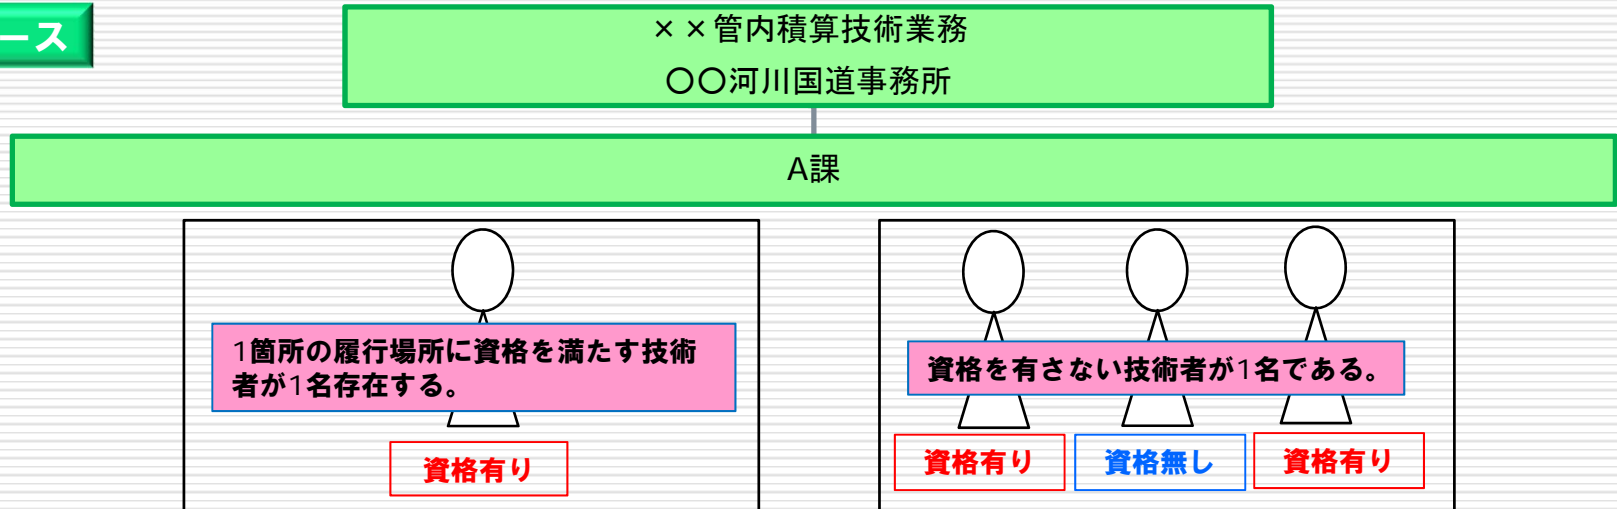 ース
××管内積算技術業務
〇〇河川国道事務所
A課
1箇所の履行場所に資格を満たす技術
者が1名存在する。
資格を有さない技術者が1名である。
資格有り
資格有り
資格無し
資格有り